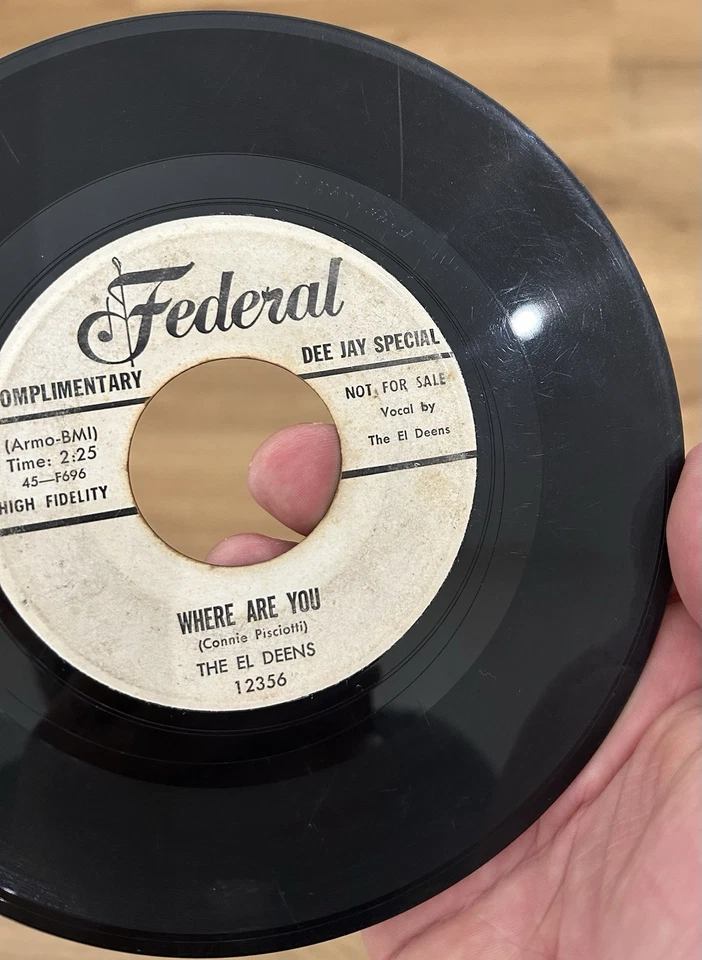 Federal
OMPLIMENTARY
DEE JAY SPECIAL
(Armo-BMI)
Time: 2:25
45—F696
HIGH FIDELITY
NOT FOR SALE
Vocal by
The El Deens
WHERE ARE YOU
(Connie Pisciotti)
THE EL DEENS
12356